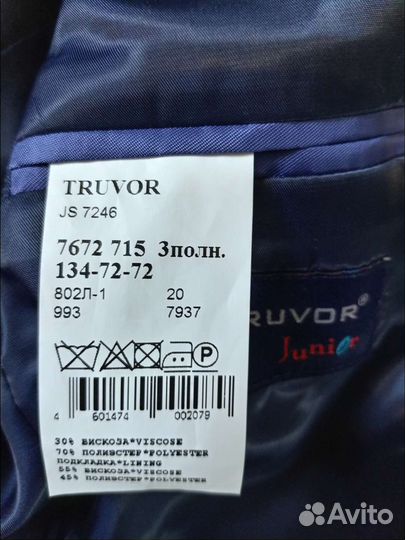 TRUVOR
JS 7246
7672 715 3полн.
134-72-72
802Л-1 20
993 7937
P
4 601474 002079
30% ВИСКОЗА*VISCOSE
70% ПОЛИЭСТЕР*POLYESTER
ПОДКЛАДКА*LINING
55% ВИСКОЗА*VISCOSE
45% ПОЛИЭСТЕР*POLYESTER
RUVOR®
Junior
Avito